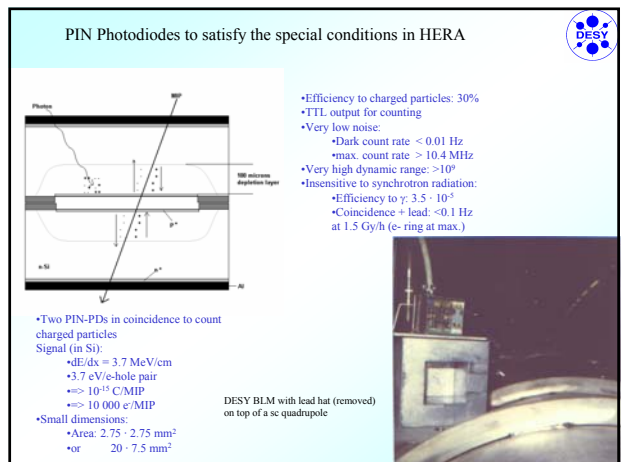 PIN Photodiodes to satisfy the special conditions in HERA
DESY
Photon
MIP
100 microns
depletion layer
p+
n-Si
n+
Al
•Efficiency to charged particles: 30%
•TTL output for counting
•Very low noise:
•Dark count rate < 0.01 Hz
•max. count rate > 10.4 MHz
•Very high dynamic range: >10⁹
•Insensitive to synchrotron radiation:
•Efficiency to γ: 3.5 · 10⁻⁵
•Coincidence + lead: <0.1 Hz
at 1.5 Gy/h (e- ring at max.)
•Two PIN-PDs in coincidence to count
charged particles
Signal (in Si):
•dE/dx = 3.7 MeV/cm
•3.7 eV/e-hole pair
•=> 10⁻¹⁵ C/MIP
•=> 10 000 e⁻/MIP
•Small dimensions:
•Area: 2.75 · 2.75 mm²
•or 20 · 7.5 mm²
DESY BLM with lead hat (removed)
on top of a sc quadrupole